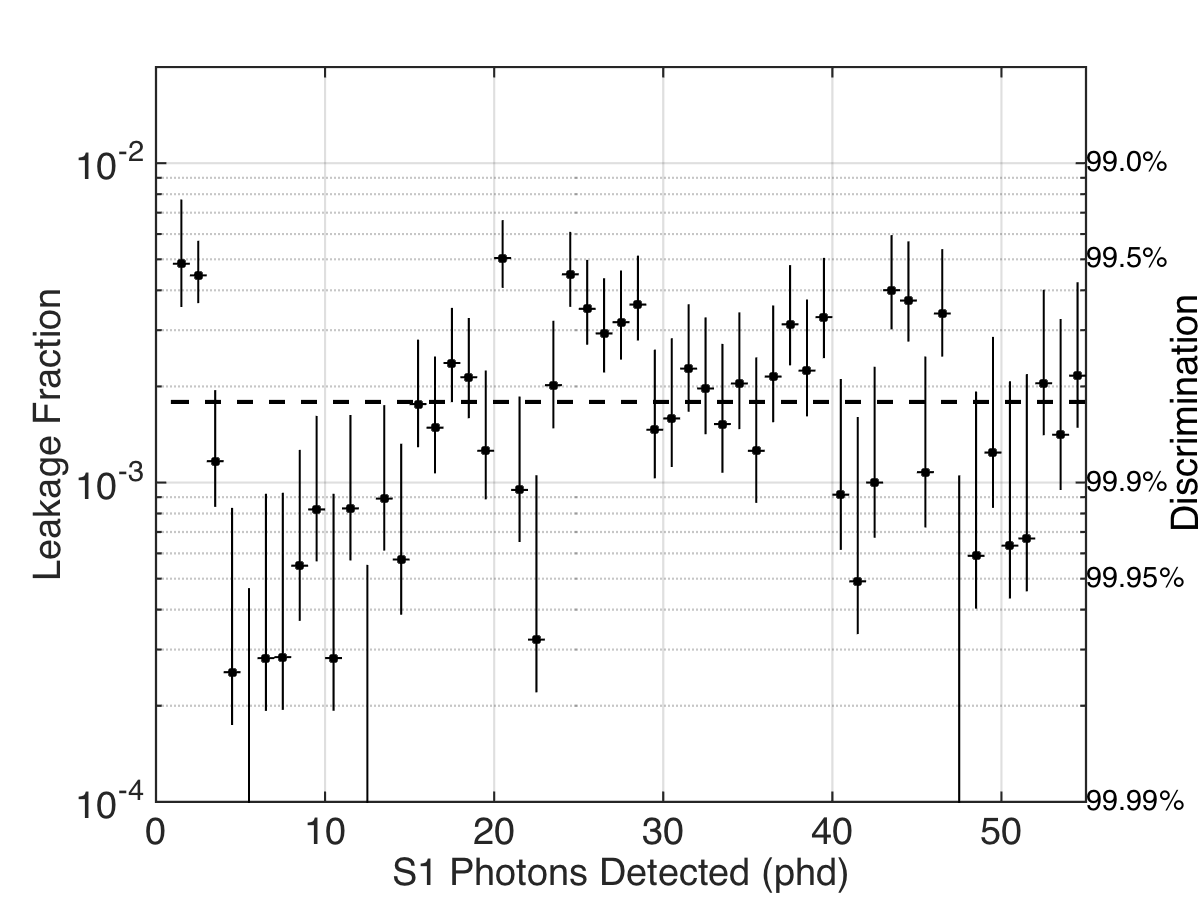 Leakage Fraction
10-2
10-3
10-4
99.0%
99.5%
99.9%
99.95%
99.99%
Discrimination
0 10 20 30 40 50
S1 Photons Detected (phd)